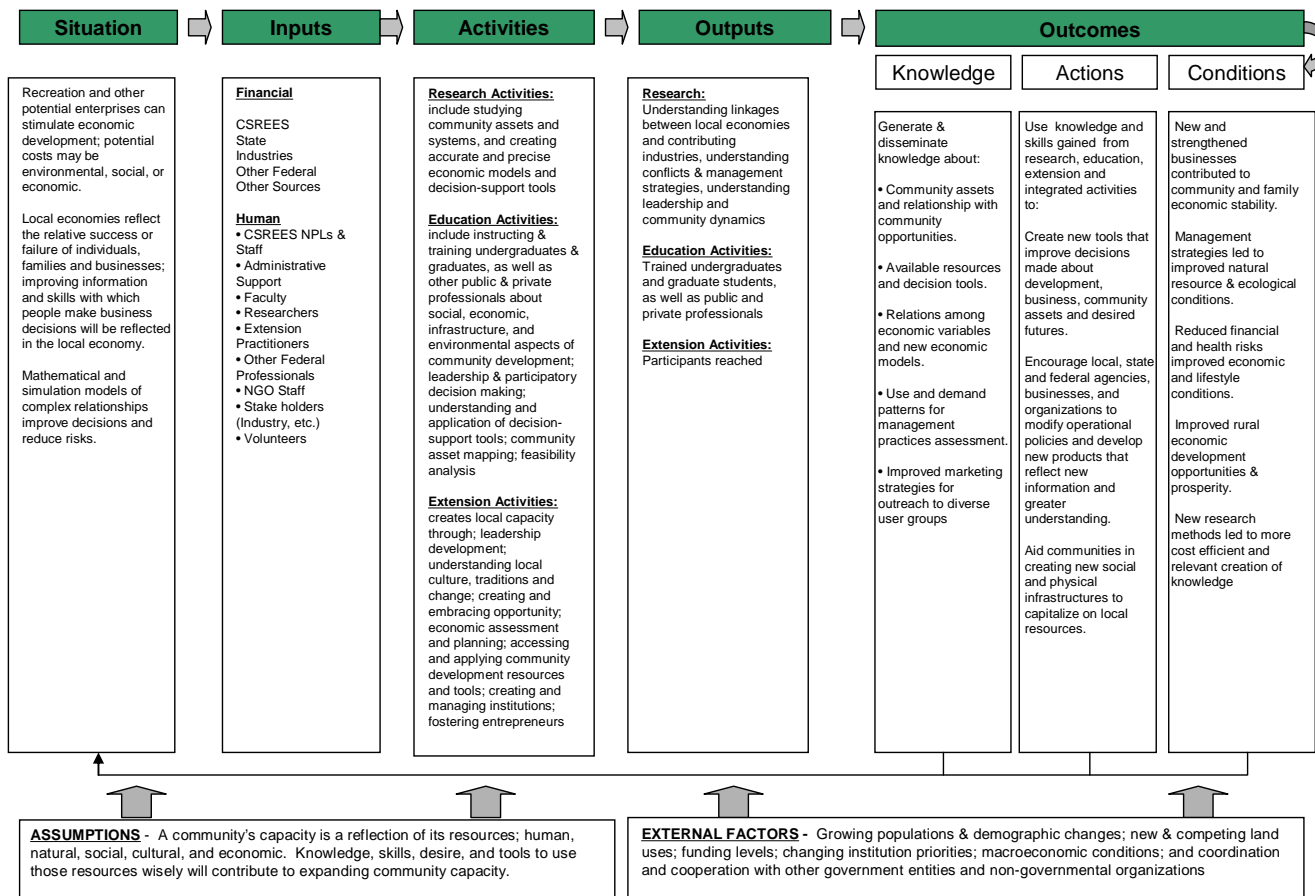 Situation
Inputs
Activities
Outputs
Outcomes
Knowledge
Actions
Conditions
Recreation and other
potential enterprises can
stimulate economic
development; potential
costs may be
environmental, social, or
economic.
Local economies reflect
the relative success or
failure of individuals,
families and businesses;
improving information
and skills with which
people make business
decisions will be reflected
in the local economy.
Mathematical and
simulation models of
complex relationships
improve decisions and
reduce risks.
Financial
CSREES
State
Industries
Other Federal
Other Sources
Human
• CSREES NPLs &
Staff
• Administrative
Support
• Faculty
• Researchers
• Extension
Practitioners
• Other Federal
Professionals
• NGO Staff
• Stake holders
(Industry, etc.)
• Volunteers
Research Activities:
include studying
community assets and
systems, and creating
accurate and precise
economic models and
decision-support tools
Education Activities:
include instructing &
training undergraduates &
graduates, as well as
other public & private
professionals about
social, economic,
infrastructure, and
environmental aspects of
community development;
leadership & participatory
decision making;
understanding and
application of decision-
support tools; community
asset mapping; feasibility
analysis
Extension Activities:
creates local capacity
through; leadership
development;
understanding local
culture, traditions and
change; creating and
embracing opportunity;
economic assessment
and planning; accessing
and applying community
development resources
and tools; creating and
managing institutions;
fostering entrepreneurs
Research:
Understanding linkages
between local economies
and contributing
industries, understanding
conflicts & management
strategies, understanding
leadership and
community dynamics
Education Activities:
Trained undergraduates
and graduate students,
as well as public and
private professionals
Extension Activities:
Participants reached
Generate &
disseminate
knowledge about:
• Community assets
and relationship with
community
opportunities.
• Available resources
and decision tools.
• Relations among
economic variables
and new economic
models.
• Use and demand
patterns for
management
practices assessment.
• Improved marketing
strategies for
outreach to diverse
user groups
Use knowledge and
skills gained from
research, education,
extension and
integrated activities
to:
Create new tools that
improve decisions
made about
development,
business, community
assets and desired
futures.
Encourage local, state
and federal agencies,
businesses, and
organizations to
modify operational
policies and develop
new products that
reflect new
information and
greater
understanding.
Aid communities in
creating new social
and physical
infrastructures to
capitalize on local
resources.
New and
strengthened
businesses
contributed to
community and family
economic stability.
Management
strategies led to
improved natural
resource & ecological
conditions.
Reduced financial
and health risks
improved economic
and lifestyle
conditions.
Improved rural
economic
development
opportunities &
prosperity.
New research
methods led to more
cost efficient and
relevant creation of
knowledge
ASSUMPTIONS - A community's capacity is a reflection of its resources; human,
natural, social, cultural, and economic. Knowledge, skills, desire, and tools to use
those resources wisely will contribute to expanding community capacity.
EXTERNAL FACTORS - Growing populations & demographic changes; new & competing land
uses; funding levels; changing institution priorities; macroeconomic conditions; and coordination
and cooperation with other government entities and non-governmental organizations